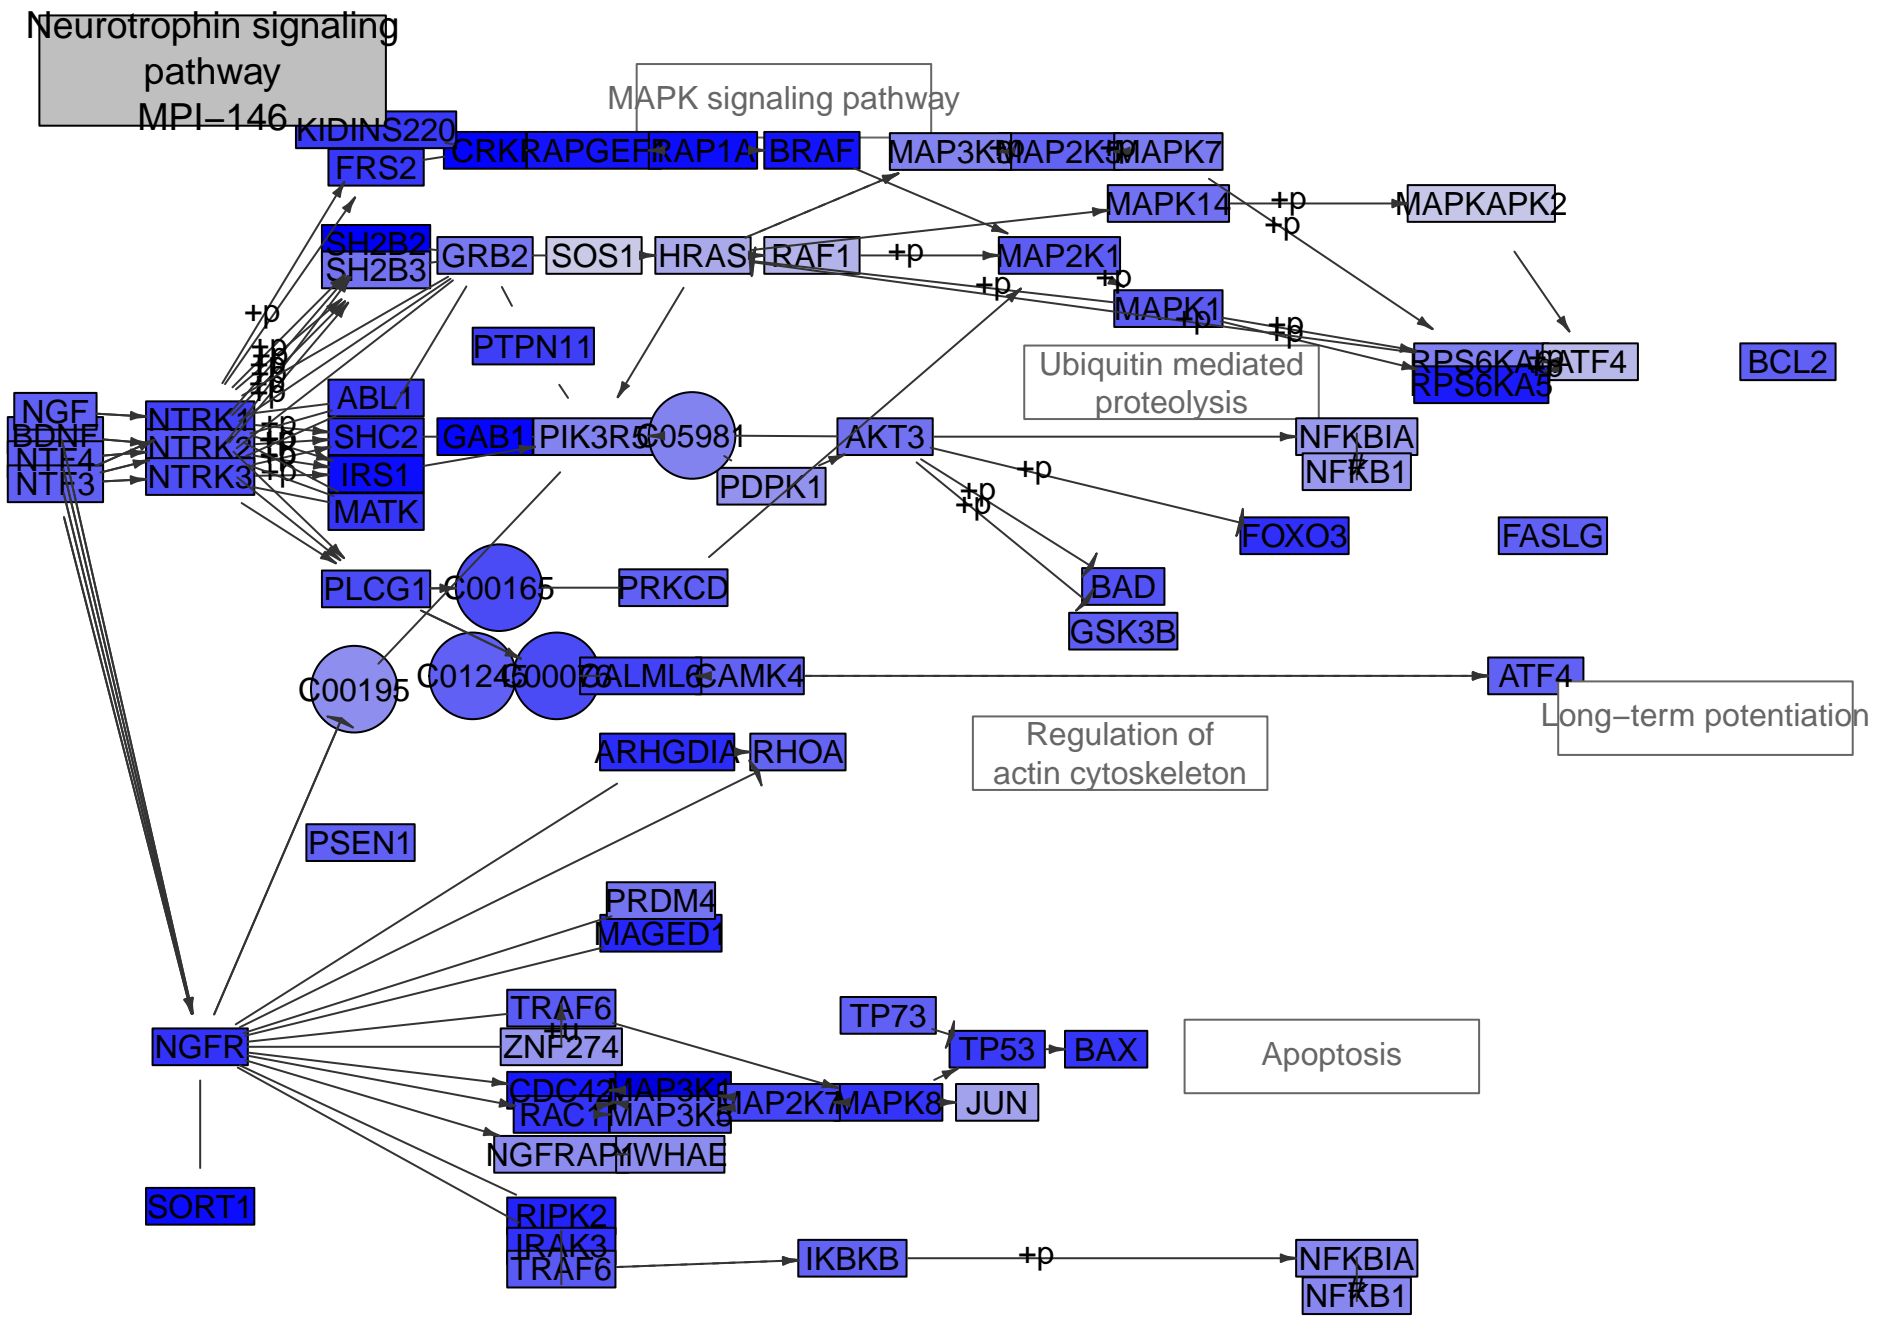 Neurotrophin signaling
pathway
MPI−146
MAPK signaling pathway
KIDINS220
FRS2
RAP1A
BRAF
MAP2K5
MAPK7
+p
MAPK14
+p
MAPKAPK2
+p
SH2B2
SH2B3
GRB2
SOS1
HRAS
RAF1
+p
MAP2K1
+p
+p
MAPK1
+p
+p
+p
+p
PTPN11
Ubiquitin mediated
proteolysis
RPS6KA5
ATF4
BCL2
+p
+p
+p
+p
+p
NGF
BDNF
NTF4
NTF3
NTRK1
NTRK2
NTRK3
+p
+p
+p
+p
ABL1
SHC2
IRS1
MATK
GAB1
PIK3R5
C05981
PDPK1
AKT3
NFKBIA
NFKB1
+p
+p
+p
FOXO3
FASLG
PLCG1
C00165
PRKCD
BAD
GSK3B
C00195
C01245
C00076
CALML6
CAMK4
ATF4
Long−term potentiation
Regulation of
actin cytoskeleton
ARHGDIA
RHOA
PSEN1
PRDM4
MAGED1
TRAF6
+u
ZNF274
NGFR
TP73
TP53
BAX
Apoptosis
CDC42
MAP3K1
RAC1
MAP3K5
MAP2K7
MAPK8
JUN
NGFRAP1
YWHAE
SORT1
RIPK2
IRAK3
TRAF6
IKBKB
+p
NFKBIA
NFKB1